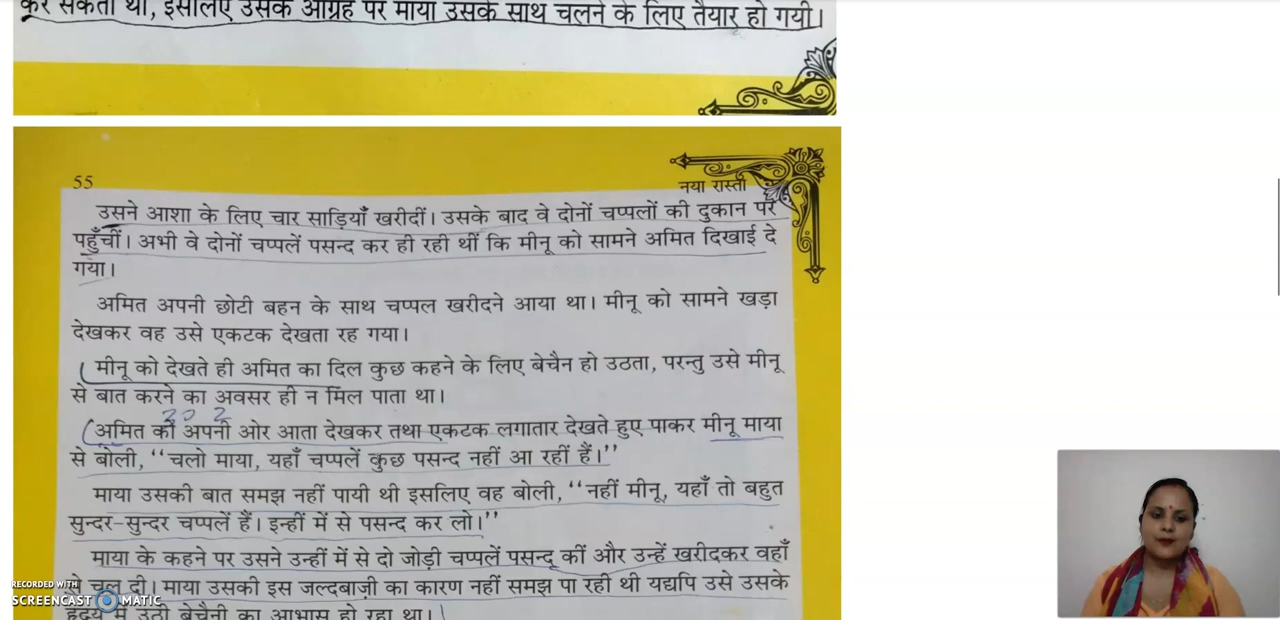 कर सकता था, इसलिए उसके आग्रह पर माया उसके साथ चलने के लिए तैयार हो गयी।
55
नया रास्ता
उसने आशा के लिए चार साड़ियाँ खरीदीं। उसके बाद वे दोनों चप्पलों की दुकान पर
पहुँचीं। अभी वे दोनों चप्पलें पसन्द कर ही रही थीं कि मीनू को सामने अमित दिखाई दे
गया।
अमित अपनी छोटी बहन के साथ चप्पल खरीदने आया था। मीनू को सामने खड़ा
देखकर वह उसे एकटक देखता रह गया।
मीनू को देखते ही अमित का दिल कुछ कहने के लिए बेचैन हो उठता, परन्तु उसे मीनू
से बात करने का अवसर ही न मिल पाता था।
अमित को अपनी ओर आता देखकर तथा एकटक लगातार देखते हुए पाकर मीनू माया
से बोली, ‘‘चलो माया, यहाँ चप्पलें कुछ पसन्द नहीं आ रहीं हैं।’’
माया उसकी बात समझ नहीं पायी थी इसलिए वह बोली, ‘‘नहीं मीनू, यहाँ तो बहुत
सुन्दर-सुन्दर चप्पलें हैं। इन्हीं में से पसन्द कर लो।’’
माया के कहने पर उसने उन्हीं में से दो जोड़ी चप्पलें पसन्द कीं और उन्हें खरीदकर वहाँ
से चल दी। माया उसकी इस जल्दबाज़ी का कारण नहीं समझ पा रही थी यद्यपि उसे उसके
हृदय में उठी बेचैनी का आभास हो रहा था।
RECORDED WITH
SCREENCAST MATIC